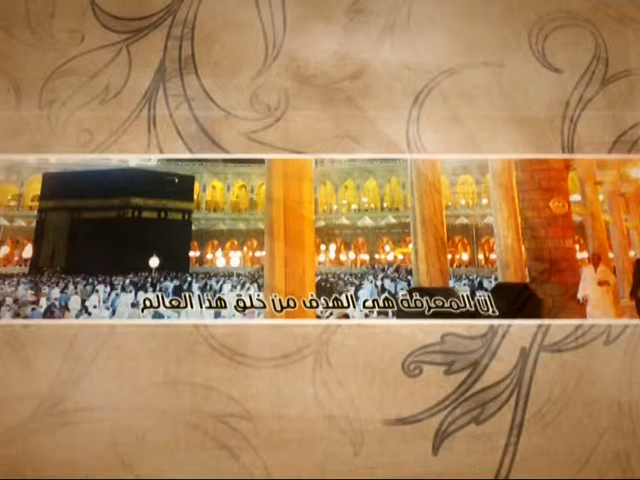 إن المعرفة هي الهدف من خلق هذا العالم